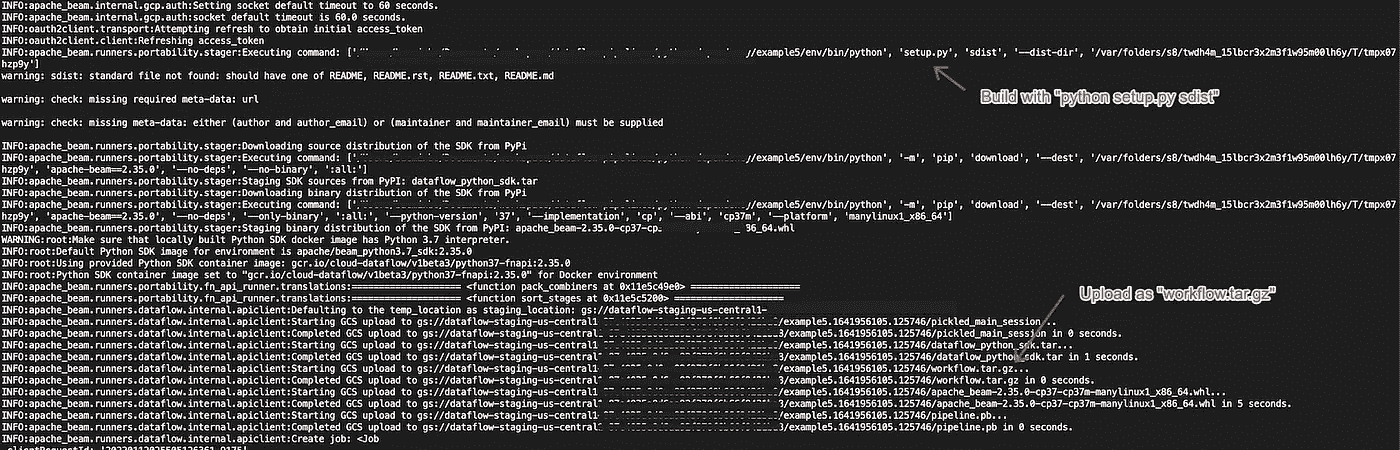 INFO:apache_beam.internal.gcp.auth:Setting socket default timeout to 60 seconds.
INFO:apache_beam.internal.gcp.auth:socket default timeout is 60.0 seconds.
INFO:oauth2client.transport:Attempting refresh to obtain initial access_token
INFO:oauth2client.client:Refreshing access_token
INFO:apache_beam.runners.portability.stager:Executing command: [' //example5/env/bin/python', 'setup.py', 'sdist', '--dist-dir', '/var/folders/s8/twdh4m_15lbcr3x2m3f1w95m00lh6y/T/tmpx07
hzp9y']
warning: sdist: standard file not found: should have one of README, README.rst, README.txt, README.md
Build with "python setup.py sdist"
warning: check: missing required meta-data: url
warning: check: missing meta-data: either (author and author_email) or (maintainer and maintainer_email) must be supplied
INFO:apache_beam.runners.portability.stager:Downloading source distribution of the SDK from PyPi
INFO:apache_beam.runners.portability.stager:Executing command: [' //example5/env/bin/python', '-m', 'pip', 'download', '--dest', '/var/folders/s8/twdh4m_15lbcr3x2m3f1w95m00lh6y/T/tmpx07
hzp9y', 'apache-beam==2.35.0', '--no-deps', '--no-binary', ':all:']
INFO:apache_beam.runners.portability.stager:Staging SDK sources from PyPI: dataflow_python_sdk.tar
INFO:apache_beam.runners.portability.stager:Downloading binary distribution of the SDK from PyPi
INFO:apache_beam.runners.portability.stager:Executing command: [' //example5/env/bin/python', '-m', 'pip', 'download', '--dest', '/var/folders/s8/twdh4m_15lbcr3x2m3f1w95m00lh6y/T/tmpx07
hzp9y', 'apache-beam==2.35.0', '--no-deps', '--only-binary', ':all:', '--python-version', '37', '--implementation', 'cp', '--abi', 'cp37m', '--platform', 'manylinux1_x86_64']
INFO:apache_beam.runners.portability.stager:Staging binary distribution of the SDK from PyPI: apache_beam-2.35.0-cp37-cp 36_64.whl
WARNING:root:Make sure that locally built Python SDK docker image has Python 3.7 interpreter.
INFO:root:Default Python SDK image for environment is apache/beam_python3.7_sdk:2.35.0
INFO:root:Using provided Python SDK container image: gcr.io/cloud-dataflow/v1beta3/python37-fnapi:2.35.0
INFO:root:Python SDK container image set to "gcr.io/cloud-dataflow/v1beta3/python37-fnapi:2.35.0" for Docker environment
INFO:apache_beam.runners.portability.fn_api_runner.translations:==================== <function pack_combiners at 0x11e5c49e0> ====================
Upload as "workflow.tar.gz"
INFO:apache_beam.runners.portability.fn_api_runner.translations:==================== <function sort_stages at 0x11e5c5200> ====================
INFO:apache_beam.runners.dataflow.internal.apiclient:Defaulting to the temp_location as staging_location: gs://dataflow-staging-us-central1-
INFO:apache_beam.runners.dataflow.internal.apiclient:Starting GCS upload to gs://dataflow-staging-us-central1 /example5.1641956105.125746/pickled_main_session...
INFO:apache_beam.runners.dataflow.internal.apiclient:Completed GCS upload to gs://dataflow-staging-us-central1 /example5.1641956105.125746/pickled_main_session in 0 seconds.
INFO:apache_beam.runners.dataflow.internal.apiclient:Starting GCS upload to gs://dataflow-staging-us-central1 /example5.1641956105.125746/dataflow_python_sdk.tar...
INFO:apache_beam.runners.dataflow.internal.apiclient:Completed GCS upload to gs://dataflow-staging-us-central1 /example5.1641956105.125746/dataflow_python_sdk.tar in 1 seconds.
INFO:apache_beam.runners.dataflow.internal.apiclient:Starting GCS upload to gs://dataflow-staging-us-central1 /example5.1641956105.125746/workflow.tar.gz...
INFO:apache_beam.runners.dataflow.internal.apiclient:Completed GCS upload to gs://dataflow-staging-us-central1 /example5.1641956105.125746/workflow.tar.gz in 0 seconds.
INFO:apache_beam.runners.dataflow.internal.apiclient:Starting GCS upload to gs://dataflow-staging-us-central1 /example5.1641956105.125746/apache_beam-2.35.0-cp37-cp37m-manylinux1_x86_64.whl...
INFO:apache_beam.runners.dataflow.internal.apiclient:Completed GCS upload to gs://dataflow-staging-us-central1 /example5.1641956105.125746/apache_beam-2.35.0-cp37-cp37m-manylinux1_x86_64.whl in 5 seconds.
INFO:apache_beam.runners.dataflow.internal.apiclient:Starting GCS upload to gs://dataflow-staging-us-central1 /example5.1641956105.125746/pipeline.pb...
INFO:apache_beam.runners.dataflow.internal.apiclient:Completed GCS upload to gs://dataflow-staging-us-central1 /example5.1641956105.125746/pipeline.pb in 0 seconds.
INFO:apache_beam.runners.dataflow.internal.apiclient:Create job: <Job